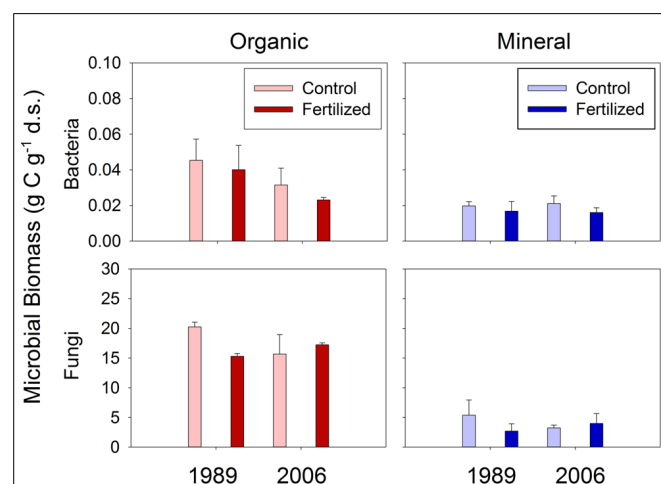 Organic Mineral
Microbial Biomass (g C g⁻¹ d.s.)
Bacteria
0.10
0.08
0.06
0.04
0.02
0.00
Control
Fertilized
Control
Fertilized
Fungi
30
25
20
15
10
5
0
1989 2006 1989 2006